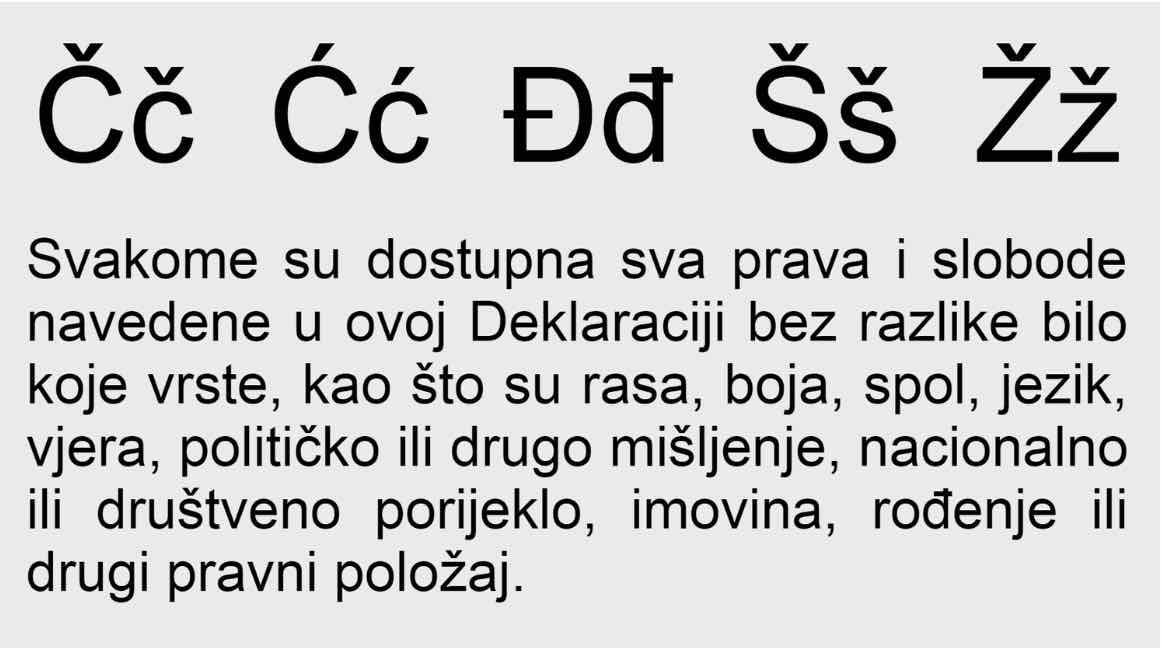 Čč Ćć Đđ Šš Žž
Svakome su dostupna sva prava i slobode
navedene u ovoj Deklaraciji bez razlike bilo
koje vrste, kao što su rasa, boja, spol, jezik,
vjera, političko ili drugo mišljenje, nacionalno
ili društveno porijeklo, imovina, rođenje ili
drugi pravni položaj.